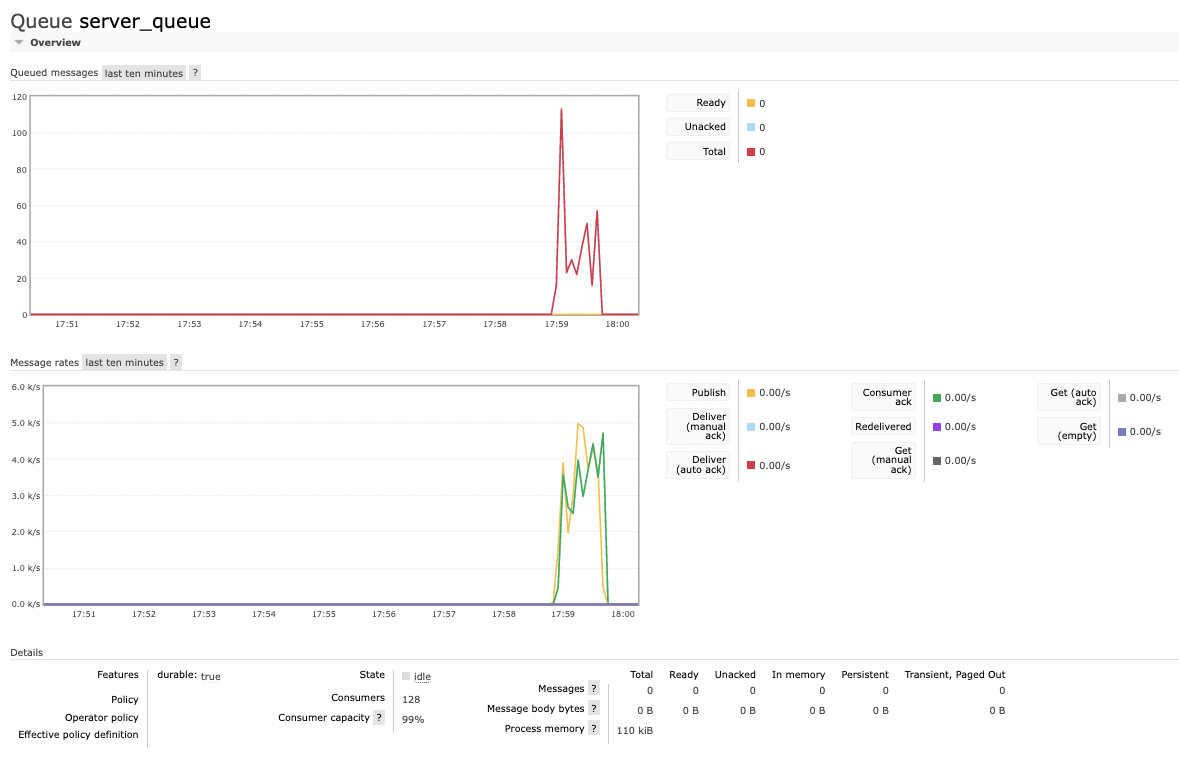 Queue server_queue
Overview
Queued messages last ten minutes ?
120
100
80
60
40
20
0
17:51 17:52 17:53 17:54 17:55 17:56 17:57 17:58 17:59 18:00
Ready 0
Unacked 0
Total 0
Message rates last ten minutes ?
6.0 k/s
5.0 k/s
4.0 k/s
3.0 k/s
2.0 k/s
1.0 k/s
0.0 k/s
17:51 17:52 17:53 17:54 17:55 17:56 17:57 17:58 17:59 18:00
Publish 0.00/s
Deliver
(manual
ack) 0.00/s
Deliver
(auto ack) 0.00/s
Consumer
ack 0.00/s
Redelivered 0.00/s
Get
(manual
ack) 0.00/s
Get (auto
ack) 0.00/s
Get
(empty) 0.00/s
Details
Features durable: true
Policy
Operator policy
Effective policy definition
State idle
Consumers 128
Consumer capacity ? 99%
Total Ready Unacked In memory Persistent Transient, Paged Out
Messages ? 0 0 0 0 0 0
Message body bytes ? 0 B 0 B 0 B 0 B 0 B 0 B
Process memory ? 110 kiB